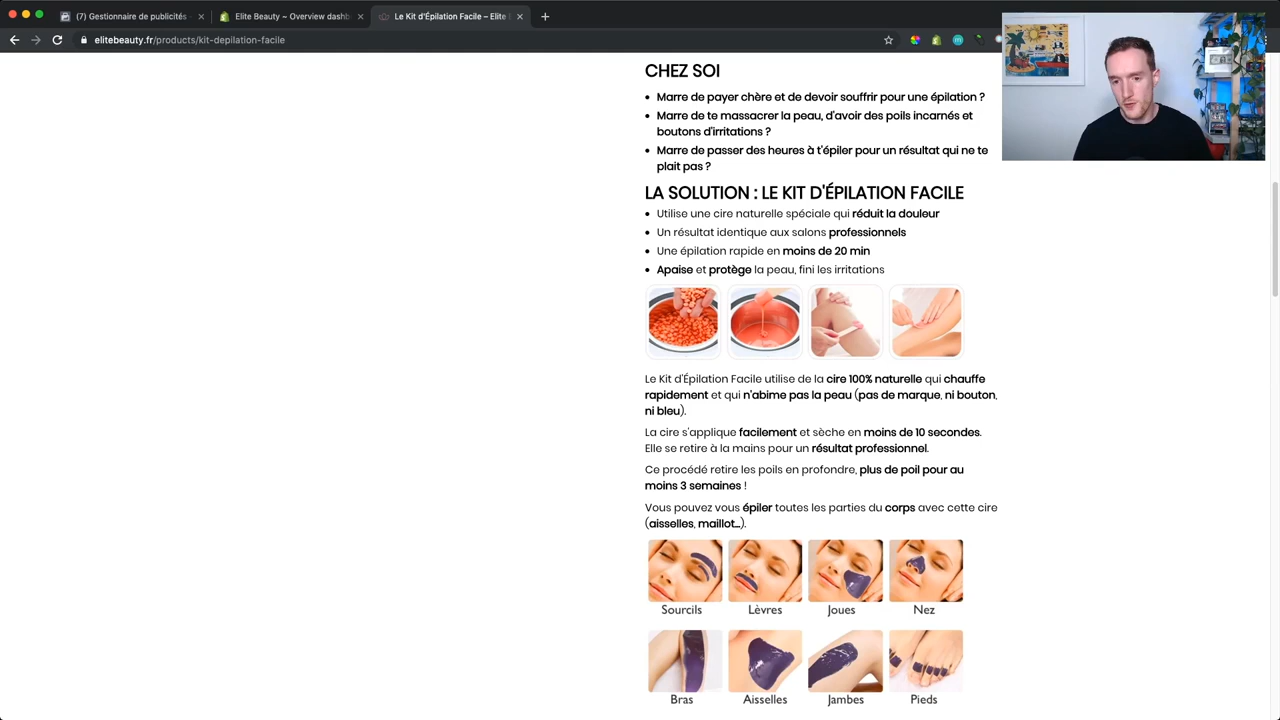 (7) Gestionnaire de publicités
Elite Beauty ~ Overview dashb
Le Kit d'Épilation Facile – Elite
elitebeauty.fr/products/kit-depilation-facile
CHEZ SOI
Marre de payer chère et de devoir souffrir pour une épilation ?
Marre de te massacrer la peau, d'avoir des poils incarnés et
boutons d'irritations ?
Marre de passer des heures à t'épiler pour un résultat qui ne te
plait pas ?
LA SOLUTION : LE KIT D'ÉPILATION FACILE
Utilise une cire naturelle spéciale qui réduit la douleur
Un résultat identique aux salons professionnels
Une épilation rapide en moins de 20 min
Apaise et protège la peau, fini les irritations
Le Kit d'Épilation Facile utilise de la cire 100% naturelle qui chauffe
rapidement et qui n'abime pas la peau (pas de marque, ni bouton,
ni bleu).
La cire s'applique facilement et sèche en moins de 10 secondes.
Elle se retire à la mains pour un résultat professionnel.
Ce procédé retire les poils en profondre, plus de poil pour au
moins 3 semaines !
Vous pouvez vous épiler toutes les parties du corps avec cette cire
(aisselles, maillot...).
Sourcils Lèvres Joues Nez
Bras Aisselles Jambes Pieds